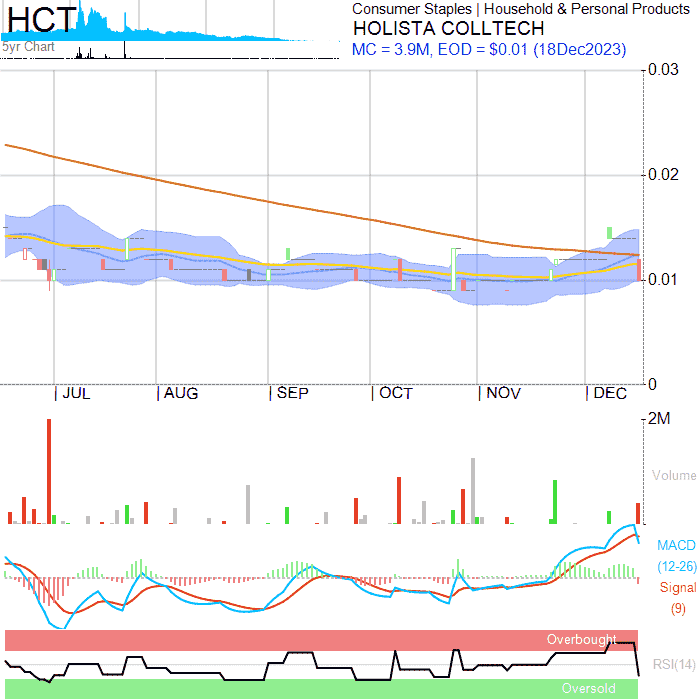 HCT
5yr Chart
Consumer Staples | Household & Personal Products
HOLISTA COLLTECH
MC = 3.9M, EOD = $0.01 (18Dec2023)
0.03
0.02
0.01
0
| JUL | AUG | SEP | OCT | NOV | DEC
2M
Volume
MACD
(12-26)
Signal
(9)
Overbought
RSI(14)
Oversold